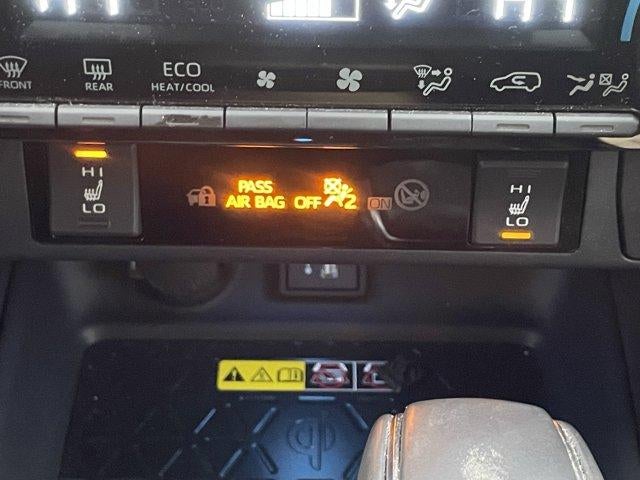 FRONT
REAR
ECO
HEAT/COOL
HI
LO
PASS
AIR BAG OFF 2 ON
HI
LO